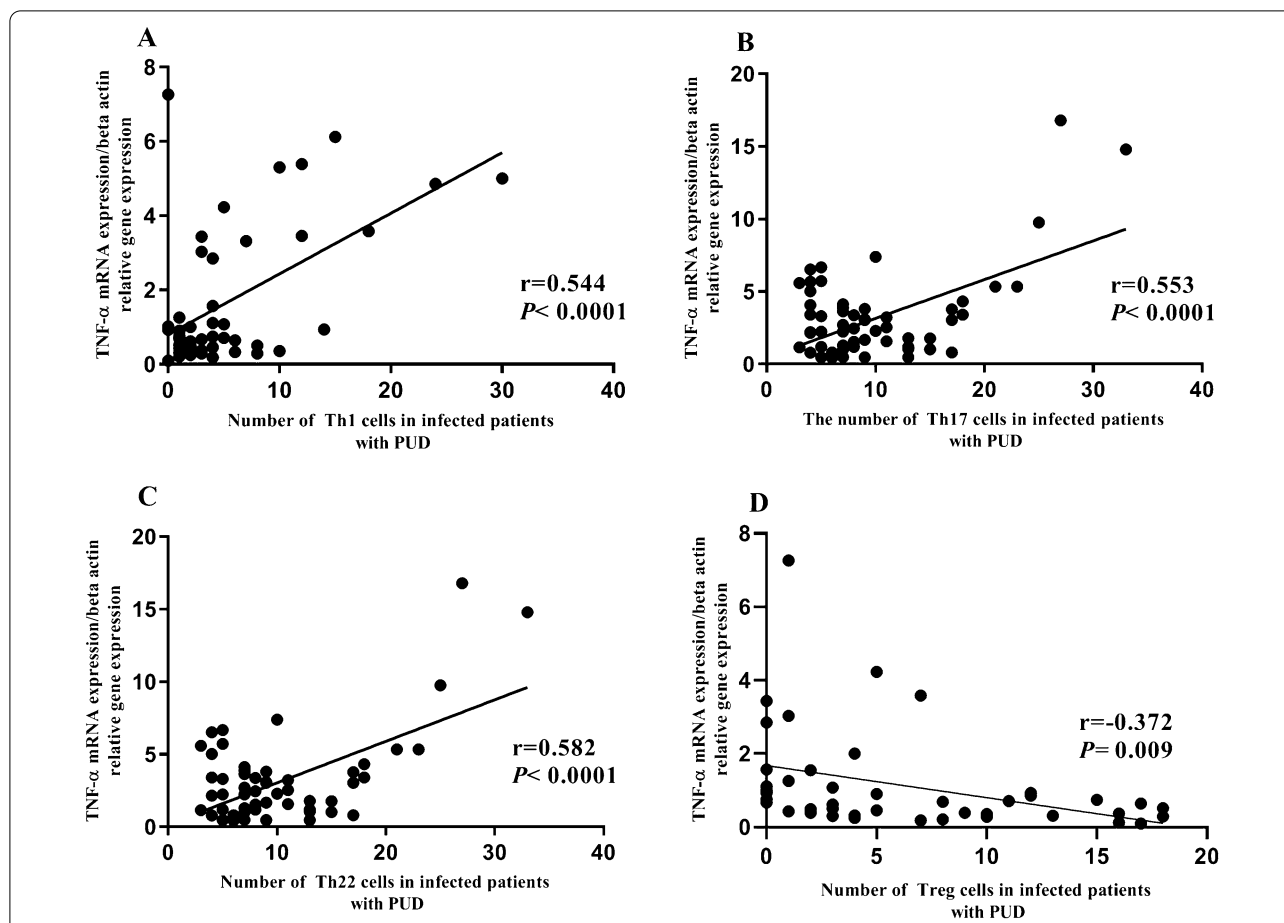 A
TNF-α mRNA expression/beta actin
relative gene expression
8
6
4
2
0
0 10 20 30 40
r=0.544
P< 0.0001
Number of Th1 cells in infected patients
with PUD
B
TNF-α mRNA expression/beta actin
relative gene expression
20
15
10
5
0
0 10 20 30 40
r=0.553
P< 0.0001
The number of Th17 cells in infected patients
with PUD
C
TNF-α mRNA expression/beta actin
relative gene expression
20
15
10
5
0
0 10 20 30 40
r=0.582
P< 0.0001
Number of Th22 cells in infected patients
with PUD
D
TNF-α mRNA expression/beta actin
relative gene expression
8
6
4
2
0
0 5 10 15 20
r=-0.372
P= 0.009
Number of Treg cells in infected patients
with PUD